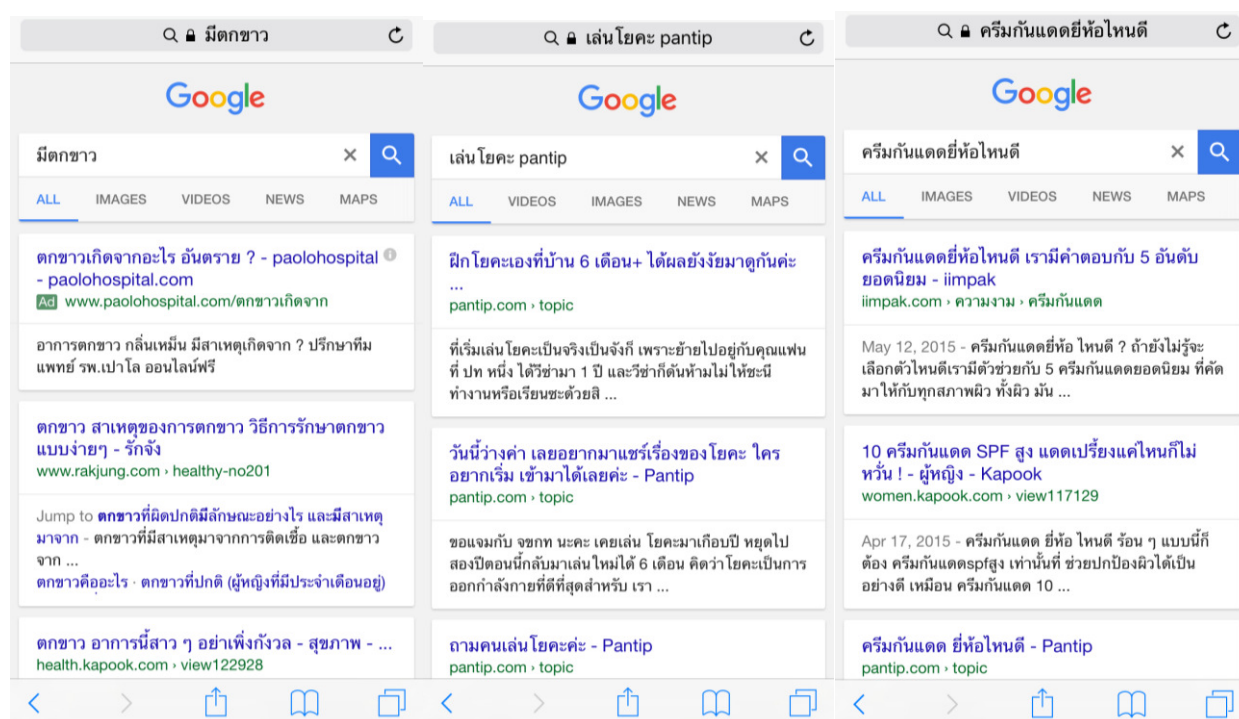 มีตกขาว
Google
มีตกขาว
ALL IMAGES VIDEOS NEWS MAPS
ตกขาวเกิดจากอะไร อันตราย ? - paolohospital
- paolohospital.com
Ad www.paolohospital.com/ตกขาวเกิดจาก
อาการตกขาว กลิ่นเหม็น มีสาเหตุเกิดจาก ? ปรึกษาทีม
แพทย์ รพ.เปาโล ออนไลน์ฟรี
ตกขาว สาเหตุของการตกขาว วิธีการรักษาตกขาว
แบบง่ายๆ - รักจัง
www.rakjung.com › healthy-no201
Jump to ตกขาวที่ผิดปกติมีลักษณะอย่างไร และมีสาเหตุ
มาจาก - ตกขาวที่มีสาเหตุมาจากการติดเชื้อ และตกขาว
จาก ...
ตกขาวคืออะไร · ตกขาวที่ปกติ (ผู้หญิงที่มีประจำเดือนอยู่)
ตกขาว อาการนี้สาว ๆ อย่าเพิ่งกังวล - สุขภาพ - ...
health.kapook.com › view122928
เล่นโยคะ pantip
Google
เล่นโยคะ pantip
ALL VIDEOS IMAGES NEWS MAPS
ฝึกโยคะเองที่บ้าน 6 เดือน+ ได้ผลยังงัยมาดูกันค่ะ
...
pantip.com › topic
ที่เริ่มเล่นโยคะเป็นจริงเป็นจังก็ เพราะย้ายไปอยู่กับคุณแฟน
ที่ ปท หนึ่ง ได้วีซ่ามา 1 ปี และวีซ่าก็ดันห้ามไม่ให้ชะนี
ทำงานหรือเรียนซะด้วยสิ ...
วันนี้ว่างค่า เลยอยากมาแชร์เรื่องของโยคะ ใคร
อยากเริ่ม เข้ามาได้เลยค่ะ - Pantip
pantip.com › topic
ขอแจมกับ จขกท นะคะ เคยเล่น โยคะมาเกือบปี หยุดไป
สองปีตอนนี้กลับมาเล่นใหม่ได้ 6 เดือน คิดว่าโยคะเป็นการ
ออกกำลังกายที่ดีที่สุดสำหรับ เรา ...
ถามคนเล่นโยคะค่ะ - Pantip
pantip.com › topic
ครีมกันแดดยี่ห้อไหนดี
Google
ครีมกันแดดยี่ห้อไหนดี
ALL IMAGES VIDEOS NEWS MAPS
ครีมกันแดดยี่ห้อไหนดี เรามีคำตอบกับ 5 อันดับ
ยอดนิยม - iimpak
iimpak.com › ความงาม › ครีมกันแดด
May 12, 2015 - ครีมกันแดดยี่ห้อ ไหนดี ? ถ้ายังไม่รู้จะ
เลือกตัวไหนดีเรามีตัวช่วยกับ 5 ครีมกันแดดยอดนิยม ที่คัด
มาให้กับทุกสภาพผิว ทั้งผิว มัน ...
10 ครีมกันแดด SPF สูง แดดเปรี้ยงแค่ไหนก็ไม่
หวั่น ! - ผู้หญิง - Kapook
women.kapook.com › view117129
Apr 17, 2015 - ครีมกันแดด ยี่ห้อ ไหนดี ร้อน ๆ แบบนี้ก็
ต้อง ครีมกันแดดspfสูง เท่านั้นที่ ช่วยปกป้องผิวได้เป็น
อย่างดี เหมือน ครีมกันแดด 10 ...
ครีมกันแดด ยี่ห้อไหนดี - Pantip
pantip.com › topic